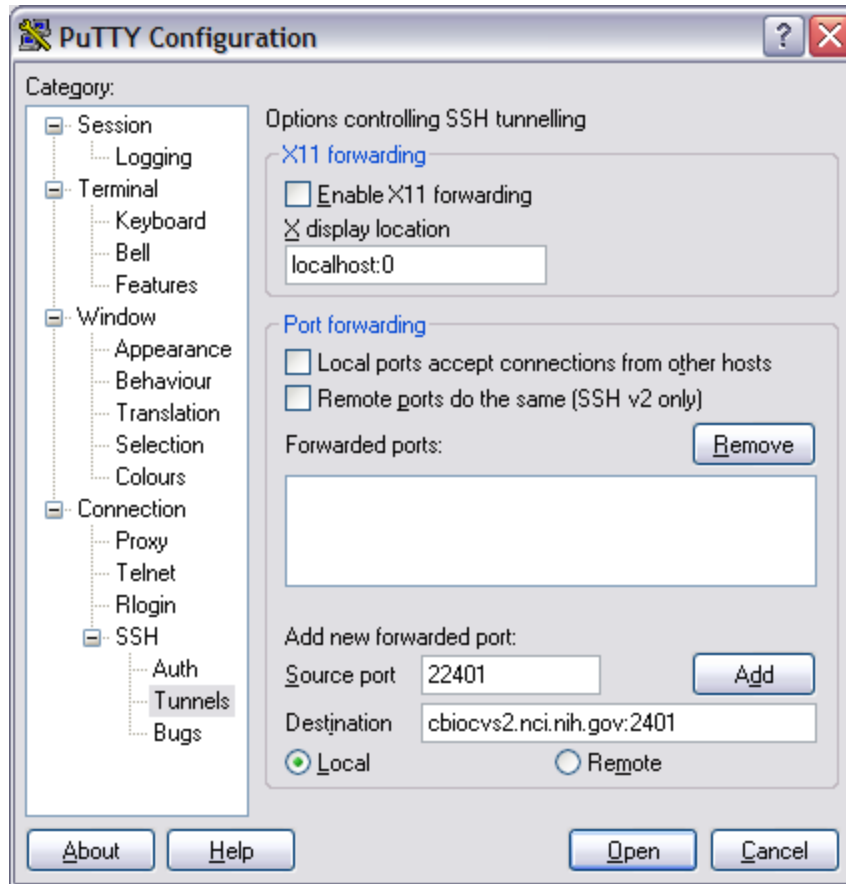 PuTTY Configuration
?
Category:
Session
Logging
Terminal
Keyboard
Bell
Features
Window
Appearance
Behaviour
Translation
Selection
Colours
Connection
Proxy
Telnet
Rlogin
SSH
Auth
Tunnels
Bugs
Options controlling SSH tunnelling
X11 forwarding
Enable X11 forwarding
X display location
localhost:0
Port forwarding
Local ports accept connections from other hosts
Remote ports do the same (SSH v2 only)
Forwarded ports:
Remove
Add new forwarded port:
Source port 22401 Add
Destination cbiocvs2.nci.nih.gov:2401
Local Remote
About Help Open Cancel